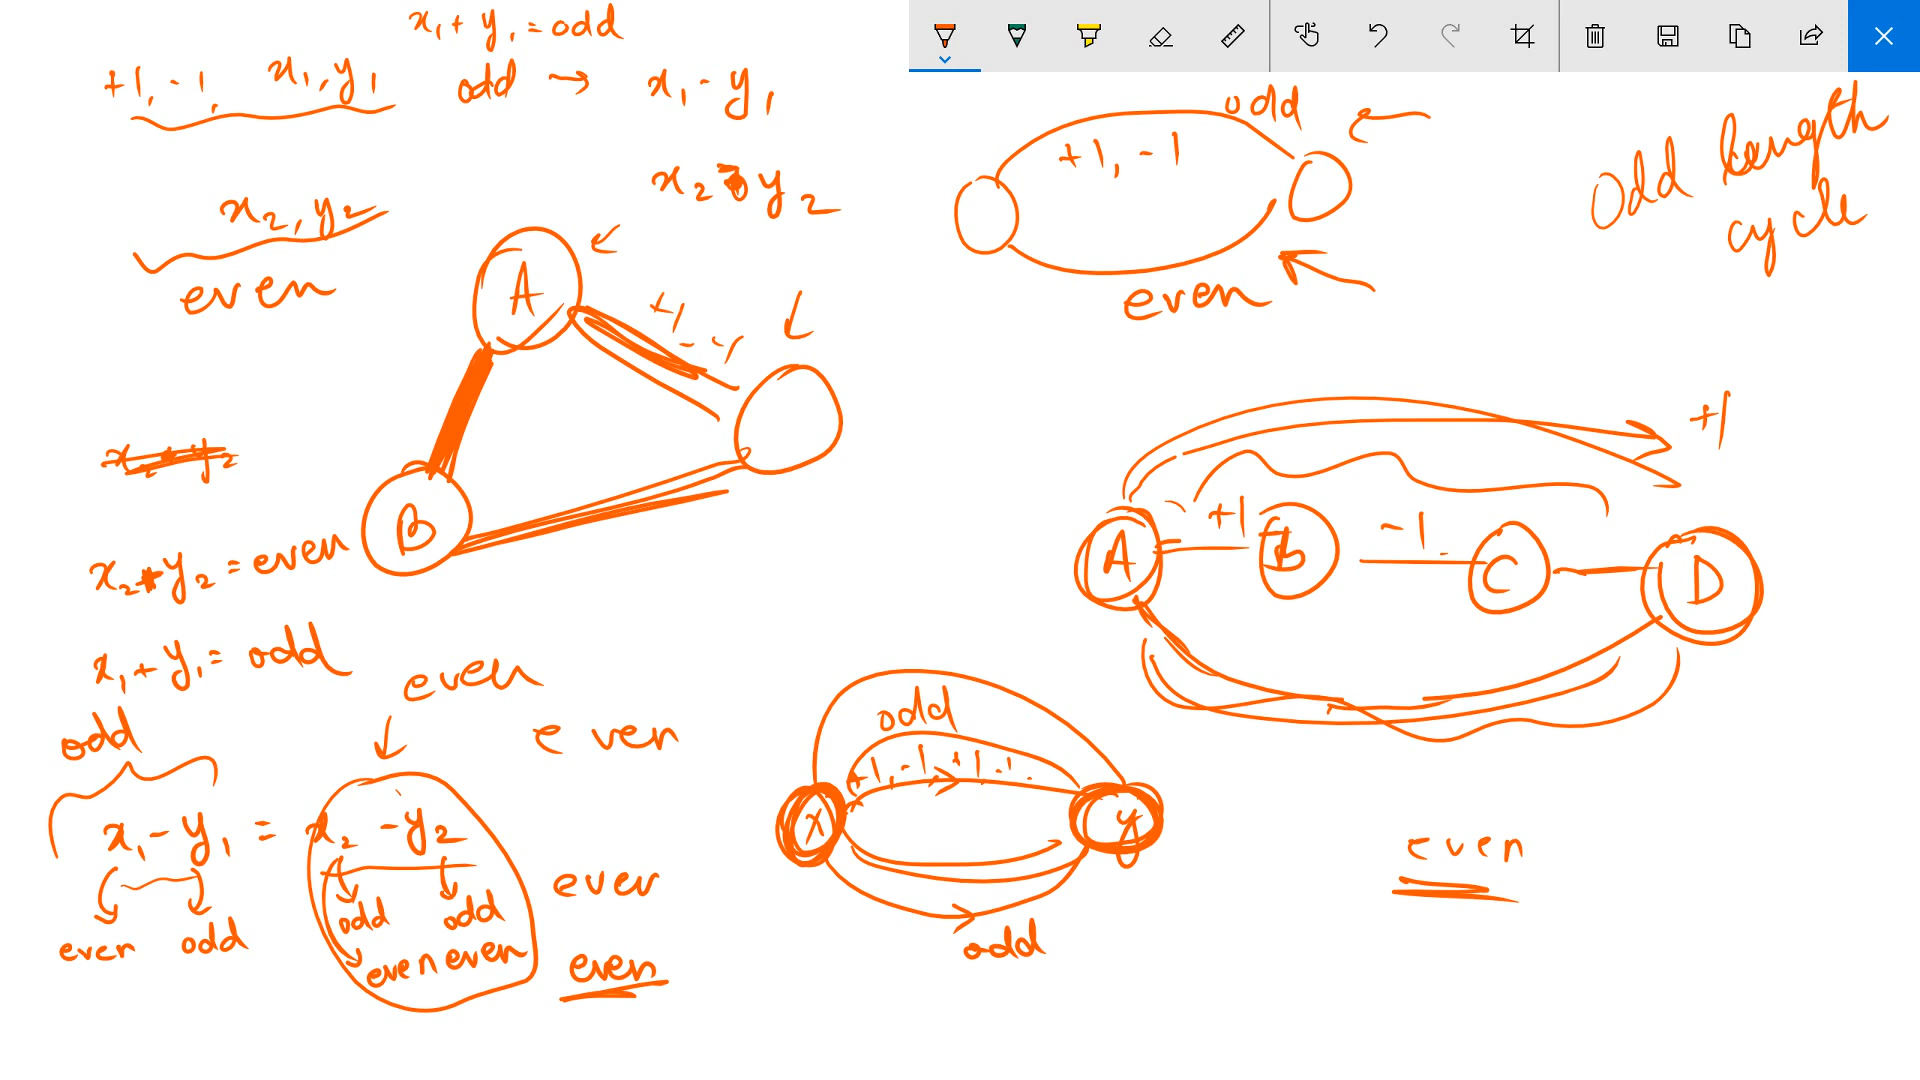 x₁ + y₁ = odd
+1, -1, x₁, y₁ odd → x₁ - y₁
x₂, y₂
even
x₂ y₂
odd
+1, -1
even
Odd length
cycle
A
+1
B
x₂ y₂
x₂ y₂ = even
x₁ + y₁ = odd
odd
even
even
x₁ - y₁ = x₂ - y₂
even odd
odd odd
even even
even
even
+1
A +1 B -1 C D
odd
+1, -1, +1
X y
odd
even